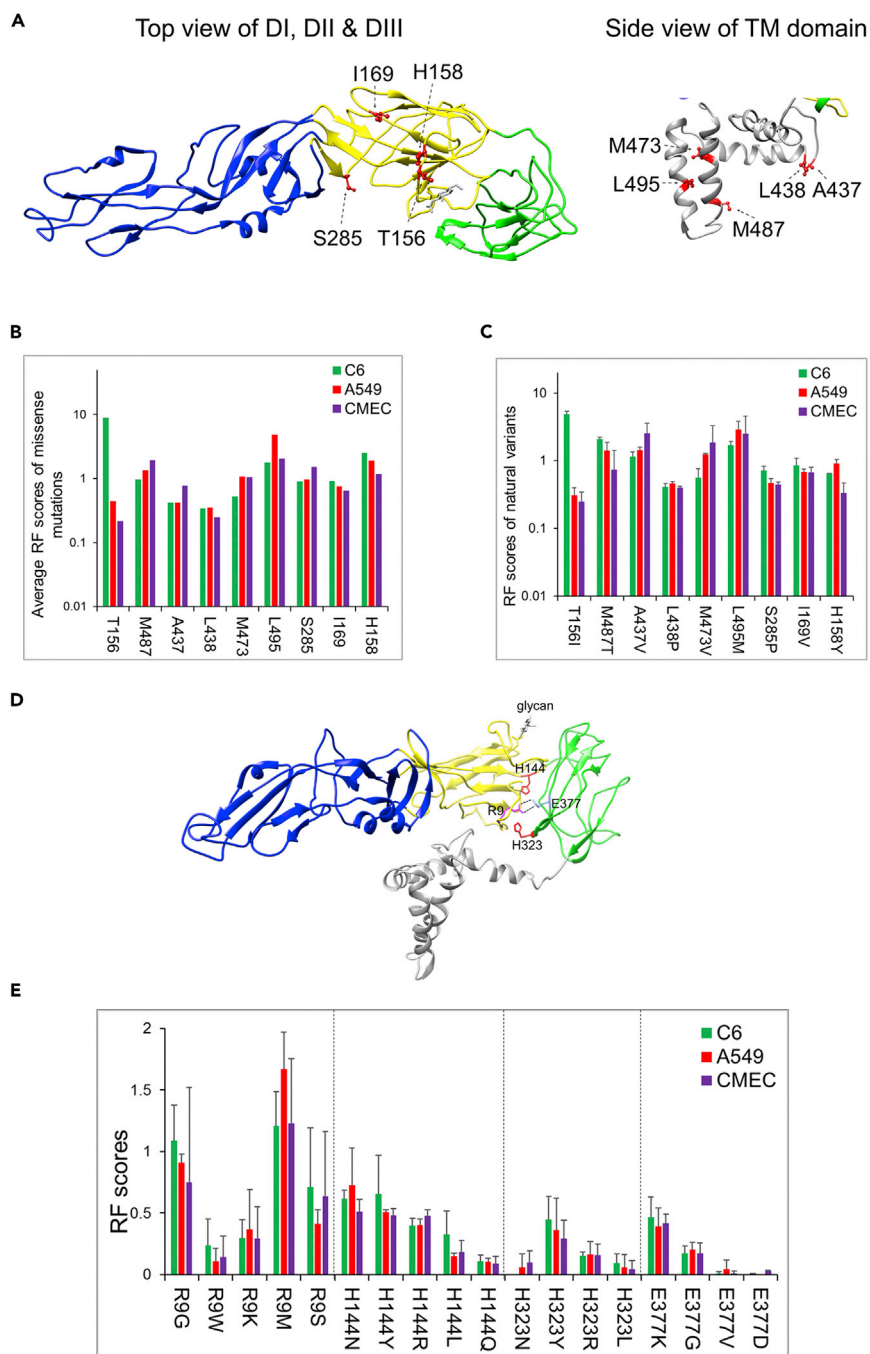 A
Top view of DI, DII & DIII
Side view of TM domain
I169
H158
S285
T156
M473
L495
L438
A437
M487
B
C6
A549
CMEC
Average RF scores of missense
mutations
10
1
0.1
0.01
T156
M487
A437
L438
M473
L495
S285
I169
H158
C
C6
A549
CMEC
RF scores of natural variants
10
1
0.1
0.01
T156I
M487T
A437V
L438P
M473V
L495M
S285P
I169V
H158Y
D
glycan
H144
R9
E377
H323
E
C6
A549
CMEC
RF scores
2
1.5
1
0.5
0
R9G
R9W
R9K
R9M
R9S
H144N
H144Y
H144R
H144L
H144Q
H323N
H323Y
H323R
H323L
E377K
E377G
E377V
E377D